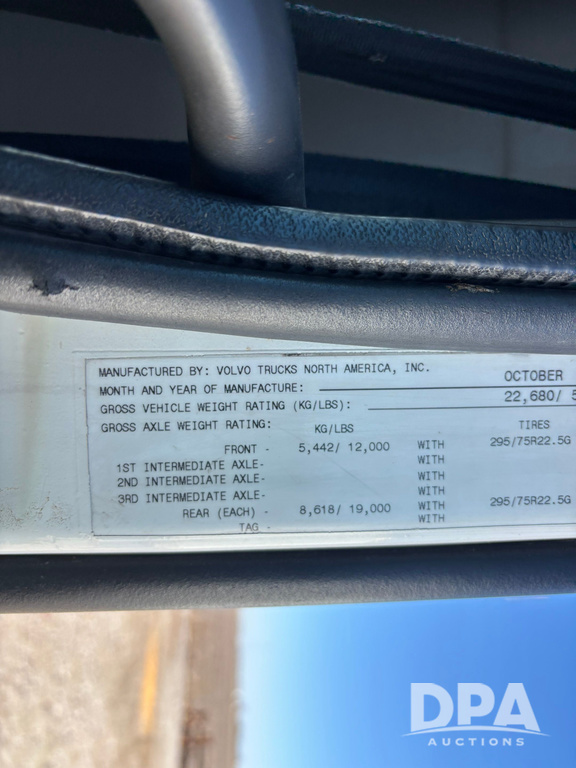 MANUFACTURED BY: VOLVO TRUCKS NORTH AMERICA, INC.
MONTH AND YEAR OF MANUFACTURE: OCTOBER
GROSS VEHICLE WEIGHT RATING (KG/LBS): 22,680/ 5
GROSS AXLE WEIGHT RATING: KG/LBS TIRES
FRONT - 5,442/ 12,000 WITH 295/75R22.5G
1ST INTERMEDIATE AXLE- WITH
2ND INTERMEDIATE AXLE- WITH
3RD INTERMEDIATE AXLE- WITH
REAR (EACH) - 8,618/ 19,000 WITH 295/75R22.5G
TAG - WITH
DPA
AUCTIONS